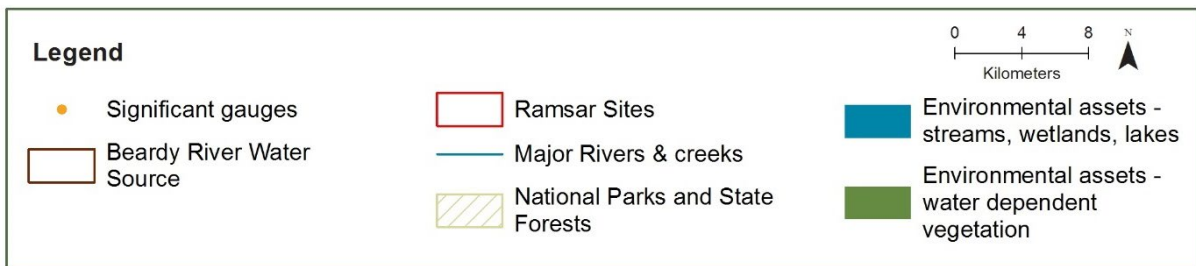 Legend
0 4 8
Kilometers
N
Significant gauges
Beardy River Water
Source
Ramsar Sites
Major Rivers & creeks
National Parks and State
Forests
Environmental assets -
streams, wetlands, lakes
Environmental assets -
water dependent
vegetation